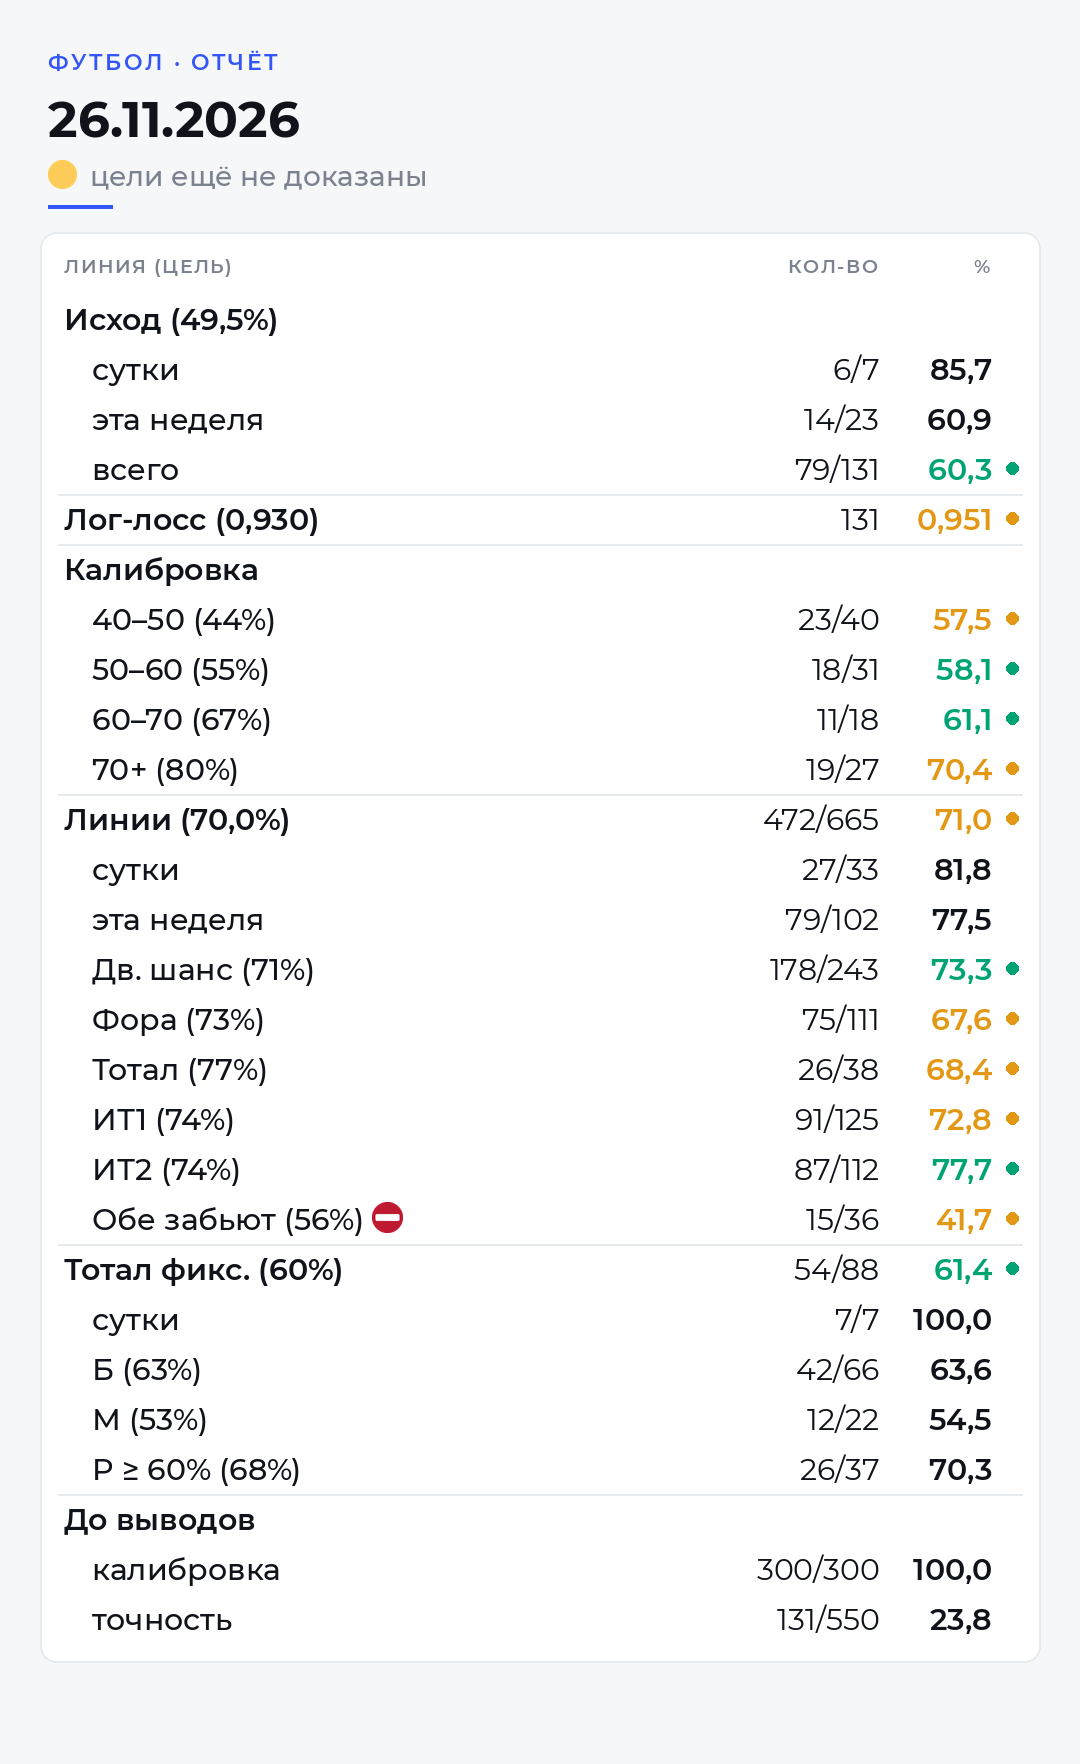 ФУТБОЛ · ОТЧЁТ
26.11.2026
цели ещё не доказаны
ЛИНИЯ (ЦЕЛЬ) КОЛ-ВО %
Исход (49,5%)
сутки 6/7 85,7
эта неделя 14/23 60,9
всего 79/131 60,3
Лог-лосс (0,930) 131 0,951
Калибровка
40–50 (44%) 23/40 57,5
50–60 (55%) 18/31 58,1
60–70 (67%) 11/18 61,1
70+ (80%) 19/27 70,4
Линии (70,0%) 472/665 71,0
сутки 27/33 81,8
эта неделя 79/102 77,5
Дв. шанс (71%) 178/243 73,3
Фора (73%) 75/111 67,6
Тотал (77%) 26/38 68,4
ИТ1 (74%) 91/125 72,8
ИТ2 (74%) 87/112 77,7
Обе забьют (56%) 15/36 41,7
Тотал фикс. (60%) 54/88 61,4
сутки 7/7 100,0
Б (63%) 42/66 63,6
М (53%) 12/22 54,5
Р ≥ 60% (68%) 26/37 70,3
До выводов
калибровка 300/300 100,0
точность 131/550 23,8